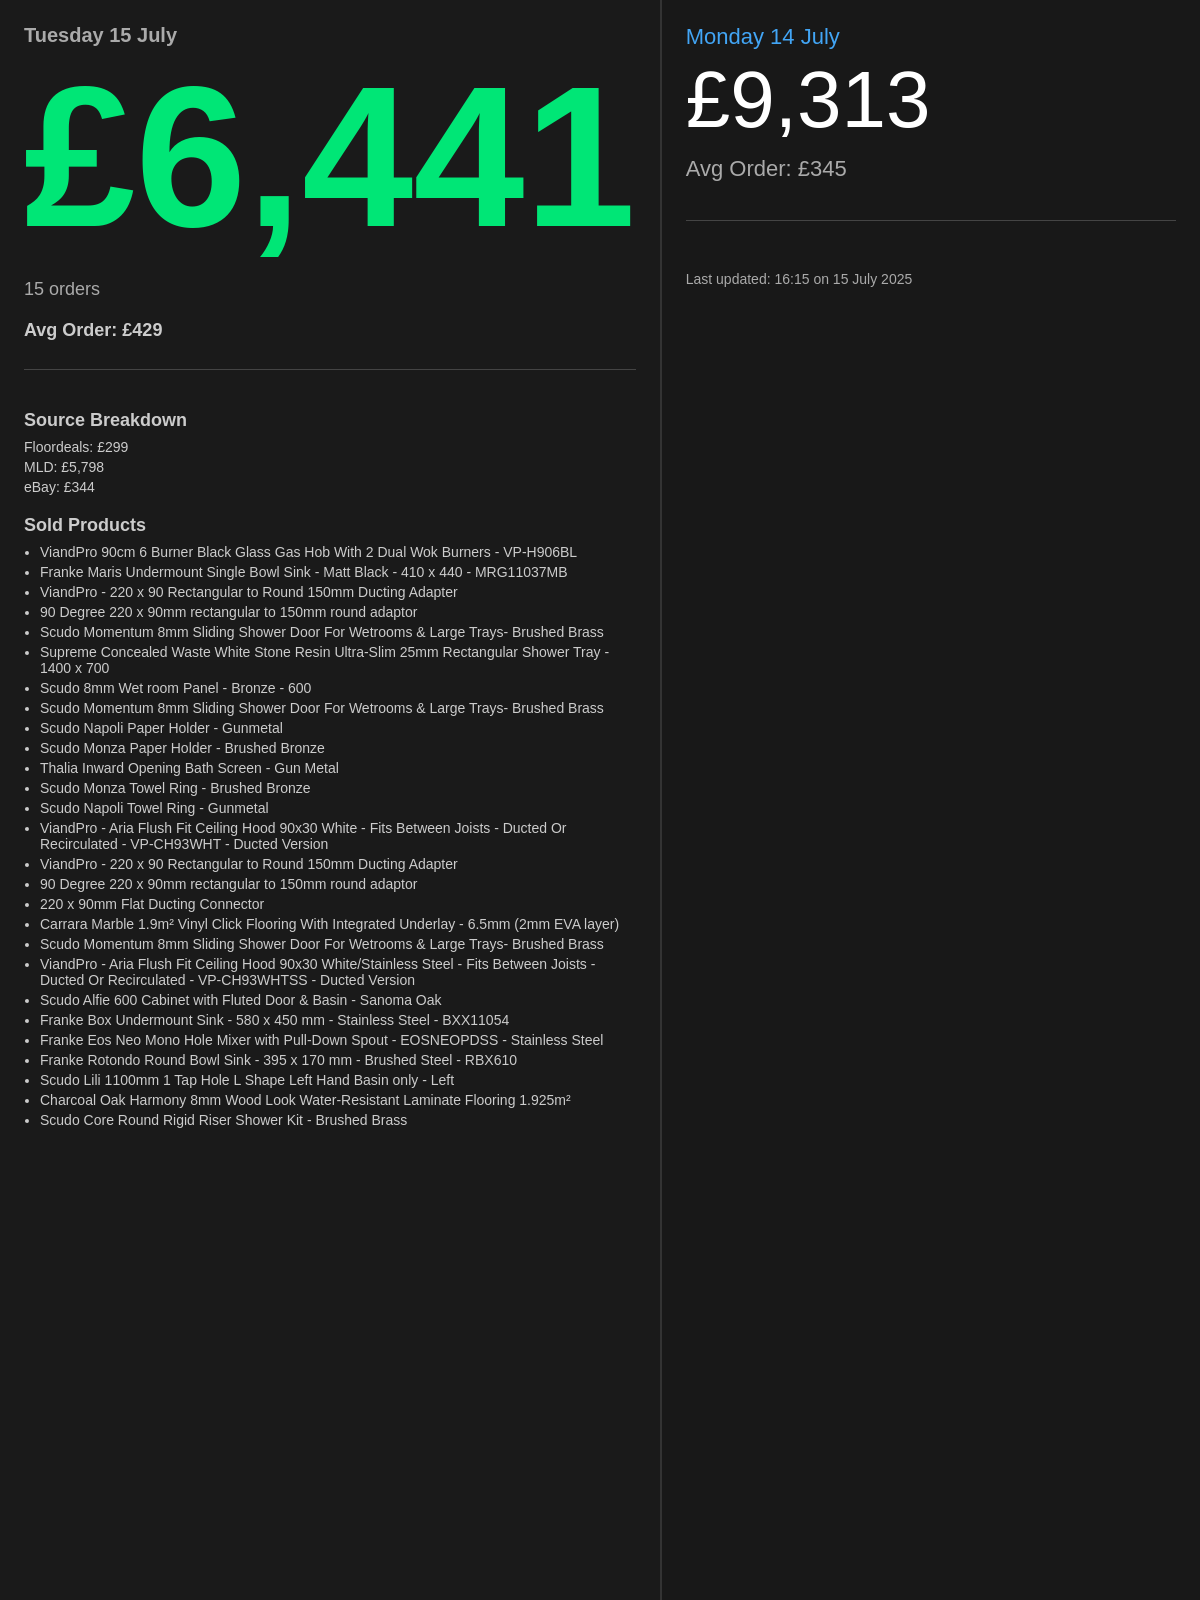 Tuesday 15 July
£6,441
15 orders
Avg Order: £429
Source Breakdown
Floordeals: £299
MLD: £5,798
eBay: £344
Sold Products
• ViandPro 90cm 6 Burner Black Glass Gas Hob With 2 Dual Wok Burners - VP-H906BL
• Franke Maris Undermount Single Bowl Sink - Matt Black - 410 x 440 - MRG11037MB
• ViandPro - 220 x 90 Rectangular to Round 150mm Ducting Adapter
• 90 Degree 220 x 90mm rectangular to 150mm round adaptor
• Scudo Momentum 8mm Sliding Shower Door For Wetrooms & Large Trays- Brushed Brass
• Supreme Concealed Waste White Stone Resin Ultra-Slim 25mm Rectangular Shower Tray -
1400 x 700
• Scudo 8mm Wet room Panel - Bronze - 600
• Scudo Momentum 8mm Sliding Shower Door For Wetrooms & Large Trays- Brushed Brass
• Scudo Napoli Paper Holder - Gunmetal
• Scudo Monza Paper Holder - Brushed Bronze
• Thalia Inward Opening Bath Screen - Gun Metal
• Scudo Monza Towel Ring - Brushed Bronze
• Scudo Napoli Towel Ring - Gunmetal
• ViandPro - Aria Flush Fit Ceiling Hood 90x30 White - Fits Between Joists - Ducted Or
Recirculated - VP-CH93WHT - Ducted Version
• ViandPro - 220 x 90 Rectangular to Round 150mm Ducting Adapter
• 90 Degree 220 x 90mm rectangular to 150mm round adaptor
• 220 x 90mm Flat Ducting Connector
• Carrara Marble 1.9m² Vinyl Click Flooring With Integrated Underlay - 6.5mm (2mm EVA layer)
• Scudo Momentum 8mm Sliding Shower Door For Wetrooms & Large Trays- Brushed Brass
• ViandPro - Aria Flush Fit Ceiling Hood 90x30 White/Stainless Steel - Fits Between Joists -
Ducted Or Recirculated - VP-CH93WHTSS - Ducted Version
• Scudo Alfie 600 Cabinet with Fluted Door & Basin - Sanoma Oak
• Franke Box Undermount Sink - 580 x 450 mm - Stainless Steel - BXX11054
• Franke Eos Neo Mono Hole Mixer with Pull-Down Spout - EOSNEOPDSS - Stainless Steel
• Franke Rotondo Round Bowl Sink - 395 x 170 mm - Brushed Steel - RBX610
• Scudo Lili 1100mm 1 Tap Hole L Shape Left Hand Basin only - Left
• Charcoal Oak Harmony 8mm Wood Look Water-Resistant Laminate Flooring 1.925m²
• Scudo Core Round Rigid Riser Shower Kit - Brushed Brass
Monday 14 July
£9,313
Avg Order: £345
Last updated: 16:15 on 15 July 2025